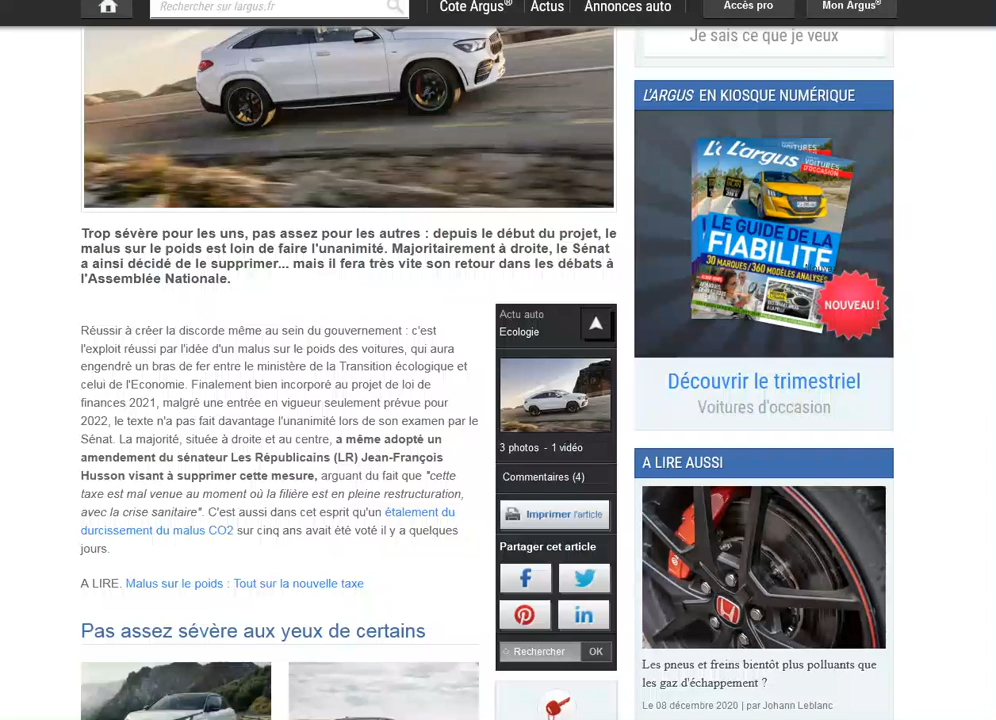 Rechercher sur largus.fr
Cote Argus® Actus Annonces auto
Accès pro
Mon Argus®
Trop sévère pour les uns, pas assez pour les autres : depuis le début du projet, le
malus sur le poids est loin de faire l'unanimité. Majoritairement à droite, le Sénat
a ainsi décidé de le supprimer... mais il fera très vite son retour dans les débats à
l'Assemblée Nationale.
Réussir à créer la discorde même au sein du gouvernement : c'est
l'exploit réussi par l'idée d'un malus sur le poids des voitures, qui aura
engendré un bras de fer entre le ministère de la Transition écologique et
celui de l'Economie. Finalement bien incorporé au projet de loi de
finances 2021, malgré une entrée en vigueur seulement prévue pour
2022, le texte n'a pas fait davantage l'unanimité lors de son examen par le
Sénat. La majorité, située à droite et au centre, a même adopté un
amendement du sénateur Les Républicains (LR) Jean-François
Husson visant à supprimer cette mesure, arguant du fait que "cette
taxe est mal venue au moment où la filière est en pleine restructuration,
avec la crise sanitaire". C'est aussi dans cet esprit qu'un étalement du
durcissement du malus CO2 sur cinq ans avait été voté il y a quelques
jours.
A LIRE. Malus sur le poids : Tout sur la nouvelle taxe
Pas assez sévère aux yeux de certains
Actu auto
Ecologie
3 photos - 1 vidéo
Commentaires (4)
Imprimer l'article
Partager cet article
Rechercher OK
Je sais ce que je veux
L'ARGUS EN KIOSQUE NUMÉRIQUE
L'argus
VOITURES
D'OCCASION
LE GUIDE DE LA
FIABILITÉ
30 MARQUES/360 MODÈLES ANALYSÉS
NOUVEAU !
Découvrir le trimestriel
Voitures d'occasion
A LIRE AUSSI
Les pneus et freins bientôt plus polluants que
les gaz d'échappement ?
Le 08 décembre 2020 | par Johann Leblanc